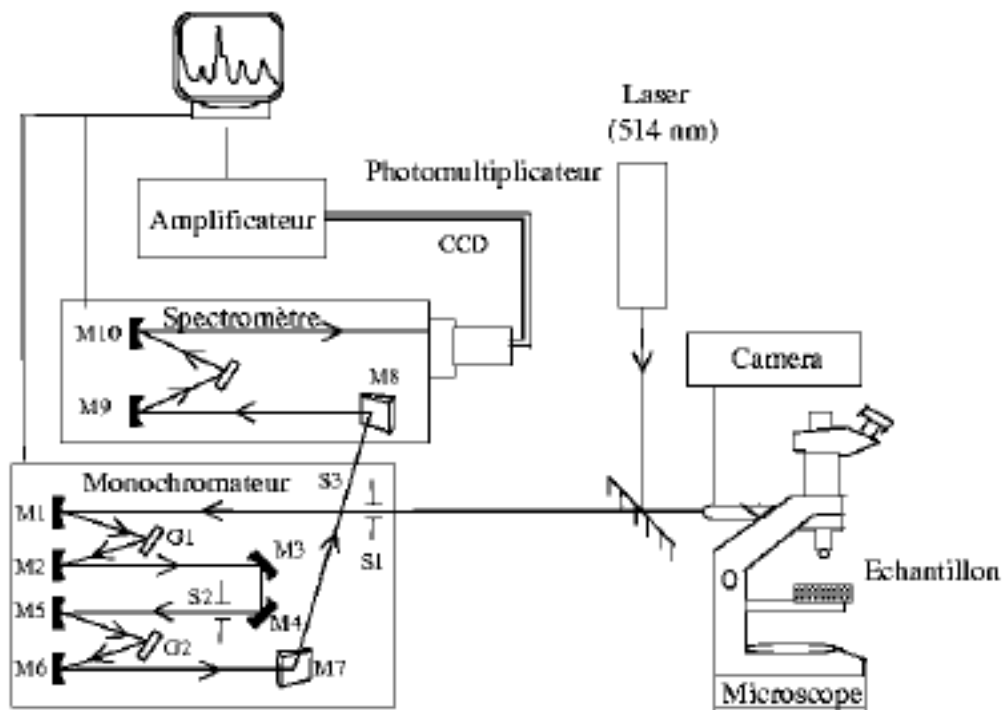 Laser
(514 nm)
Photomultiplicateur
Amplificateur
CCD
Spectromètre
M10
Camera
M8
M9
Monochromateur
S3
M1
G1
S1
M3
M2
Echantillon
S2
M5
M4
G2
M6
M7
Microscope